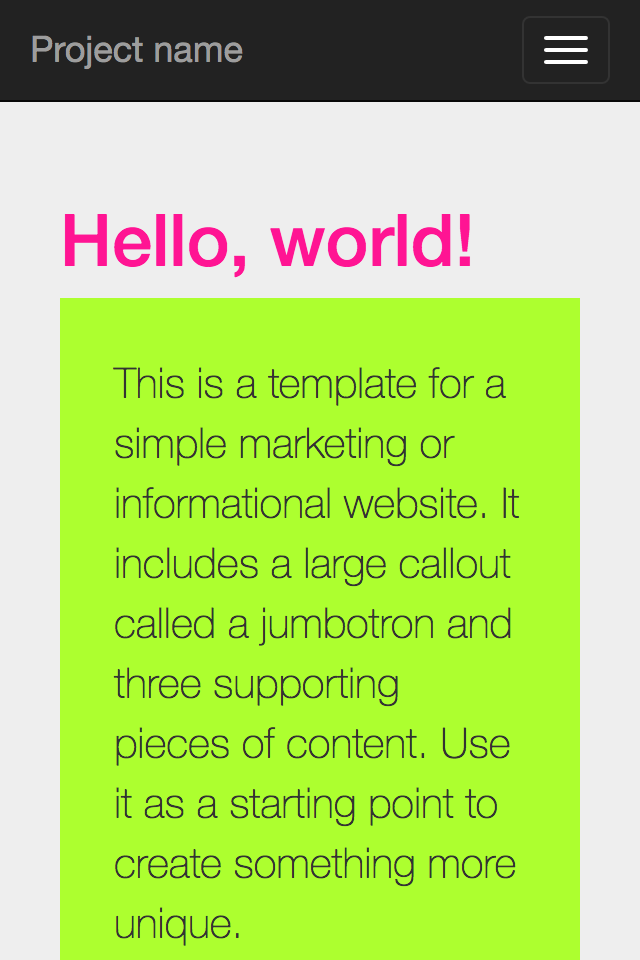 Project name
Hello, world!
This is a template for a
simple marketing or
informational website. It
includes a large callout
called a jumbotron and
three supporting
pieces of content. Use
it as a starting point to
create something more
unique.